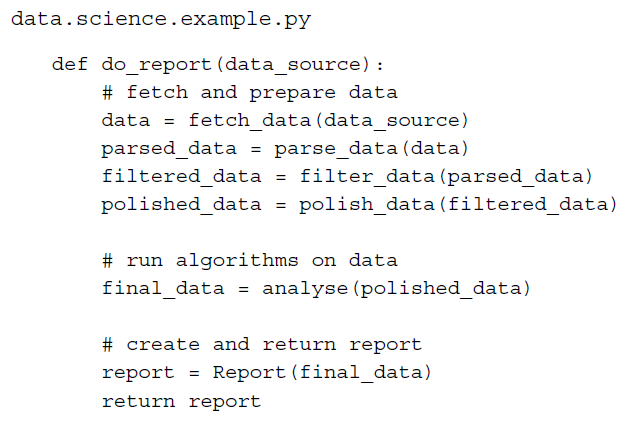 data.science.example.py
def do_report(data_source):
    # fetch and prepare data
    data = fetch_data(data_source)
    parsed_data = parse_data(data)
    filtered_data = filter_data(parsed_data)
    polished_data = polish_data(filtered_data)

    # run algorithms on data
    final_data = analyse(polished_data)

    # create and return report
    report = Report(final_data)
    return report